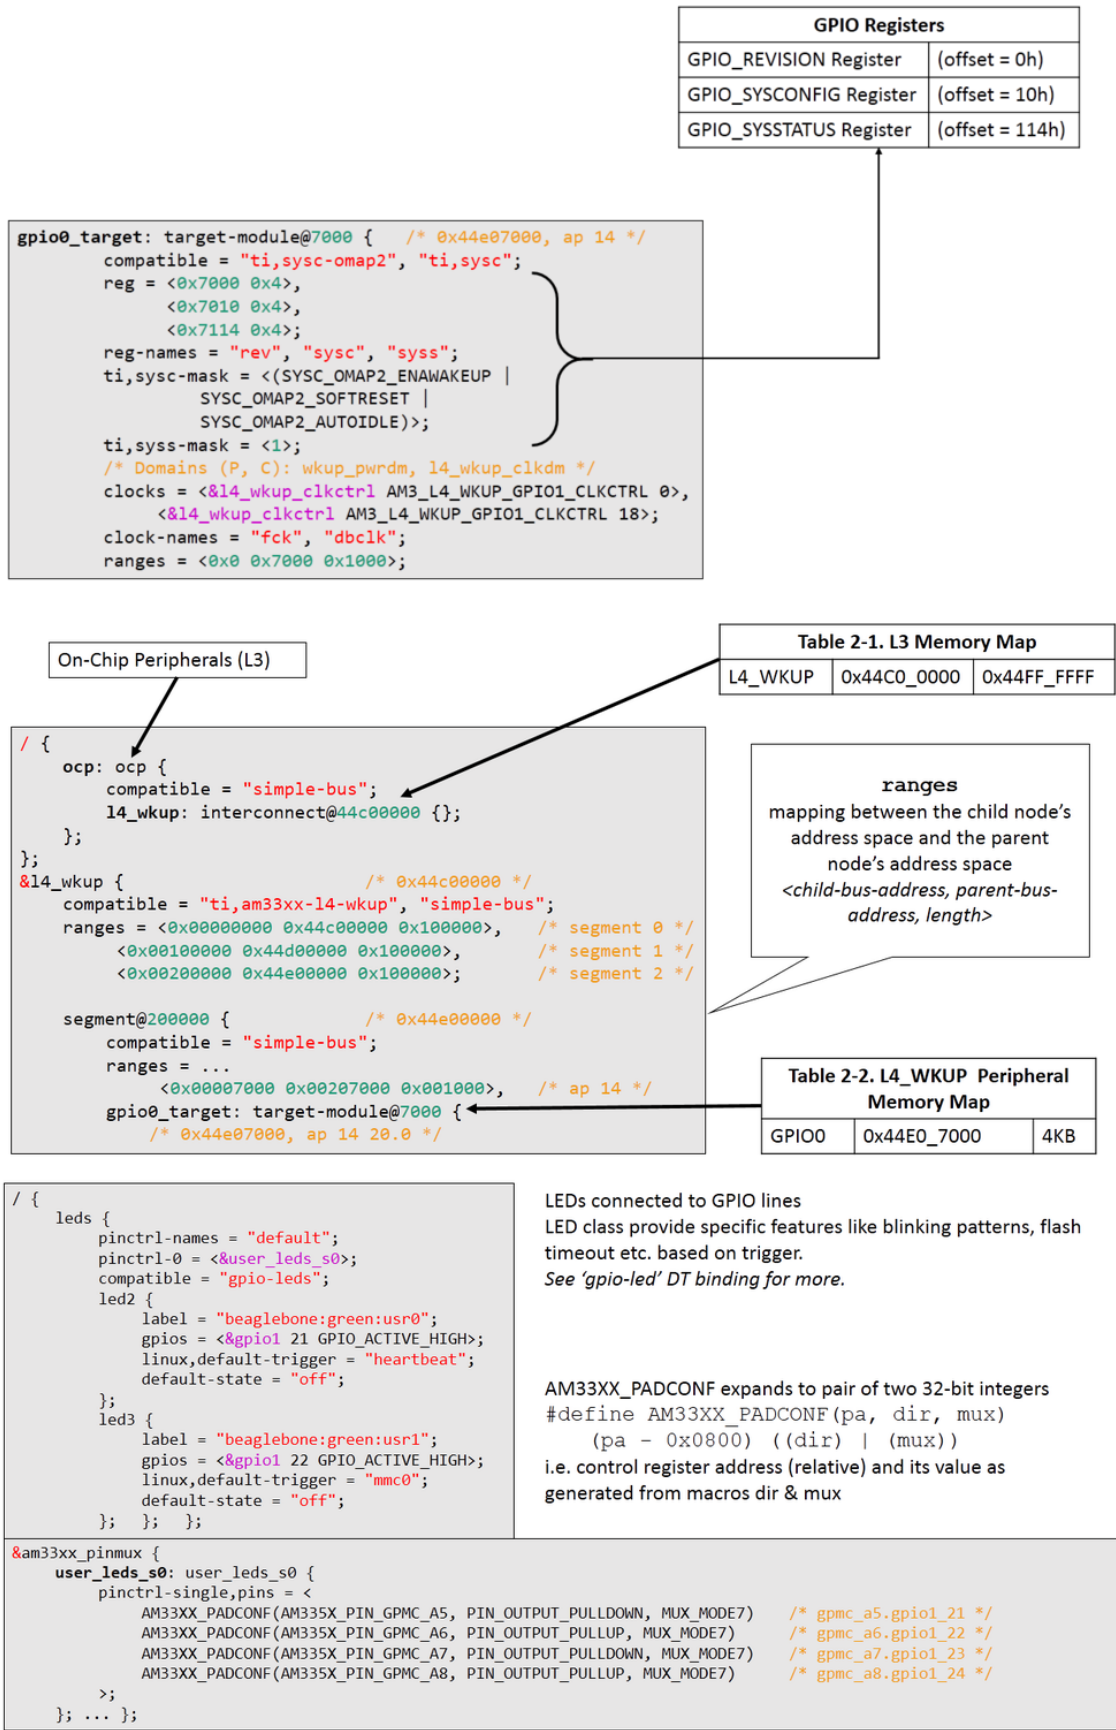 GPIO Registers
GPIO_REVISION Register (offset = 0h)
GPIO_SYSCONFIG Register (offset = 10h)
GPIO_SYSSTATUS Register (offset = 114h)
gpio0_target: target-module@7000 { /* 0x44e07000, ap 14 */
compatible = "ti,sysc-omap2", "ti,sysc";
reg = <0x7000 0x4>,
<0x7010 0x4>,
<0x7114 0x4>;
reg-names = "rev", "sysc", "syss";
ti,sysc-mask = <(SYSC_OMAP2_ENAWAKEUP |
SYSC_OMAP2_SOFTRESET |
SYSC_OMAP2_AUTOIDLE)>;
ti,syss-mask = <1>;
/* Domains (P, C): wkup_pwrdm, l4_wkup_clkdm */
clocks = <&l4_wkup_clkctrl AM3_L4_WKUP_GPIO1_CLKCTRL 0>,
<&l4_wkup_clkctrl AM3_L4_WKUP_GPIO1_CLKCTRL 18>;
clock-names = "fck", "dbclk";
ranges = <0x0 0x7000 0x1000>;
On-Chip Peripherals (L3)
Table 2-1. L3 Memory Map
L4_WKUP 0x44C0_0000 0x44FF_FFFF
/ {
ocp: ocp {
compatible = "simple-bus";
l4_wkup: interconnect@44c00000 {};
};
};
&l4_wkup { /* 0x44c00000 */
compatible = "ti,am33xx-l4-wkup", "simple-bus";
ranges = <0x00000000 0x44c00000 0x100000>, /* segment 0 */
<0x00100000 0x44d00000 0x100000>, /* segment 1 */
<0x00200000 0x44e00000 0x100000>; /* segment 2 */
segment@200000 { /* 0x44e00000 */
compatible = "simple-bus";
ranges = ...
<0x00007000 0x00207000 0x001000>, /* ap 14 */
gpio0_target: target-module@7000 {
/* 0x44e07000, ap 14 20.0 */
ranges
mapping between the child node's
address space and the parent
node's address space
<child-bus-address, parent-bus-
address, length>
Table 2-2. L4_WKUP Peripheral
Memory Map
GPIO0 0x44E0_7000 4KB
/ {
leds {
pinctrl-names = "default";
pinctrl-0 = <&user_leds_s0>;
compatible = "gpio-leds";
led2 {
label = "beaglebone:green:usr0";
gpios = <&gpio1 21 GPIO_ACTIVE_HIGH>;
linux,default-trigger = "heartbeat";
default-state = "off";
};
led3 {
label = "beaglebone:green:usr1";
gpios = <&gpio1 22 GPIO_ACTIVE_HIGH>;
linux,default-trigger = "mmc0";
default-state = "off";
}; }; };
LEDs connected to GPIO lines
LED class provide specific features like blinking patterns, flash
timeout etc. based on trigger.
See 'gpio-led' DT binding for more.
AM33XX_PADCONF expands to pair of two 32-bit integers
#define AM33XX_PADCONF(pa, dir, mux)
(pa - 0x0800) ((dir) | (mux))
i.e. control register address (relative) and its value as
generated from macros dir & mux
&am33xx_pinmux {
user_leds_s0: user_leds_s0 {
pinctrl-single,pins = <
AM33XX_PADCONF(AM335X_PIN_GPMC_A5, PIN_OUTPUT_PULLDOWN, MUX_MODE7) /* gpmc_a5.gpio1_21 */
AM33XX_PADCONF(AM335X_PIN_GPMC_A6, PIN_OUTPUT_PULLUP, MUX_MODE7) /* gpmc_a6.gpio1_22 */
AM33XX_PADCONF(AM335X_PIN_GPMC_A7, PIN_OUTPUT_PULLDOWN, MUX_MODE7) /* gpmc_a7.gpio1_23 */
AM33XX_PADCONF(AM335X_PIN_GPMC_A8, PIN_OUTPUT_PULLUP, MUX_MODE7) /* gpmc_a8.gpio1_24 */
>;
}; ... };